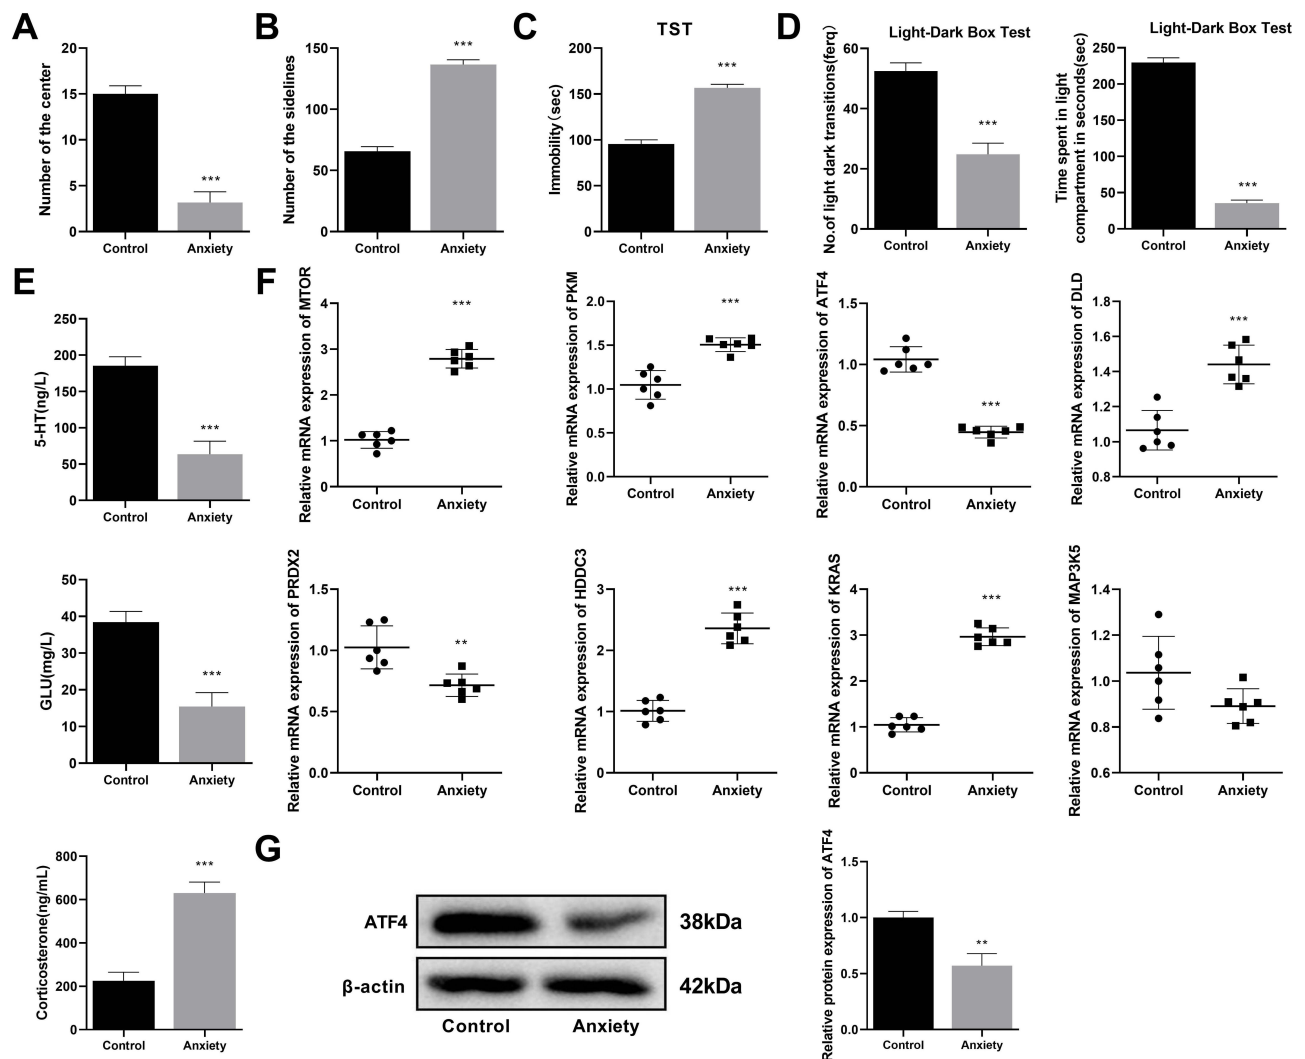 A
Number of the center
20
15
10
5
0
***
Control
Anxiety
B
Number of the sidelines
150
100
50
0
***
Control
Anxiety
C
TST
Immobility(sec)
200
150
100
50
0
***
Control
Anxiety
D
Light-Dark Box Test
No.of light dark transitions(ferq)
60
40
20
0
***
Control
Anxiety
Light-Dark Box Test
Time spent in light
compartment in seconds(sec)
250
200
150
100
50
0
***
Control
Anxiety
E
5-HT(ng/L)
250
200
150
100
50
0
***
Control
Anxiety
GLU(mg/L)
50
40
30
20
10
0
***
Control
Anxiety
Corticosterone(ng/mL)
800
600
400
200
0
***
Control
Anxiety
F
Relative mRNA expression of MTOR
4
3
2
1
0
***
Control
Anxiety
Relative mRNA expression of PKM
2.0
1.5
1.0
0.5
0.0
***
Control
Anxiety
Relative mRNA expression of ATF4
1.5
1.0
0.5
0.0
***
Control
Anxiety
Relative mRNA expression of DLD
1.8
1.6
1.4
1.2
1.0
0.8
***
Control
Anxiety
Relative mRNA expression of PRDX2
1.5
1.0
0.5
0.0
**
Control
Anxiety
Relative mRNA expression of HDDC3
3
2
1
0
***
Control
Anxiety
Relative mRNA expression of KRAS
4
3
2
1
0
***
Control
Anxiety
Relative mRNA expression of MAP3K5
1.4
1.2
1.0
0.8
0.6
Control
Anxiety
G
ATF4
38kDa
β-actin
42kDa
Control
Anxiety
Relative protein expression of ATF4
1.5
1.0
0.5
0.0
**
Control
Anxiety